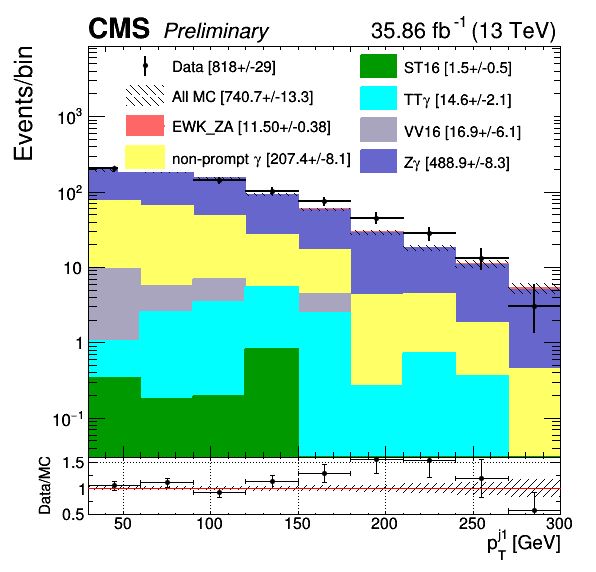 CMS Preliminary 35.86 fb⁻¹ (13 TeV)
Events/bin
Data [818+/-29]
All MC [740.7+/-13.3]
EWK_ZA [11.50+/-0.38]
non-prompt γ [207.4+/-8.1]
ST16 [1.5+/-0.5]
TTγ [14.6+/-2.1]
VV16 [16.9+/-6.1]
Zγ [488.9+/-8.3]
10³
10²
10
1
10⁻¹
Data/MC
1.5
1
0.5
50 100 150 200 250 300
p_T^j1 [GeV]